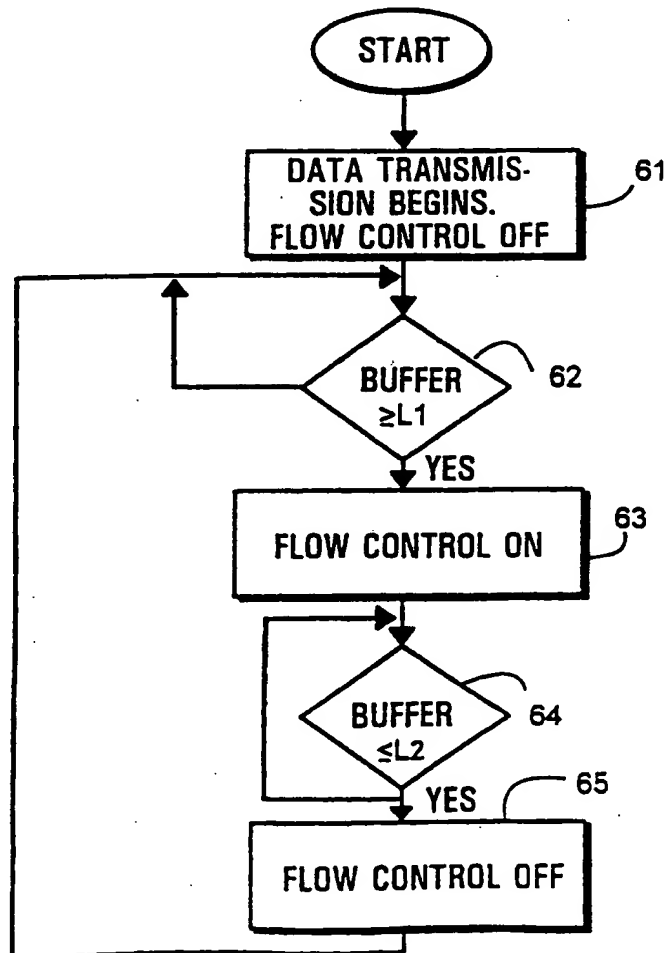 START
DATA TRANSMIS-
SION BEGINS.
FLOW CONTROL OFF
61
BUFFER
≥L1
62
YES
FLOW CONTROL ON
63
BUFFER
≤L2
64
YES
65
FLOW CONTROL OFF